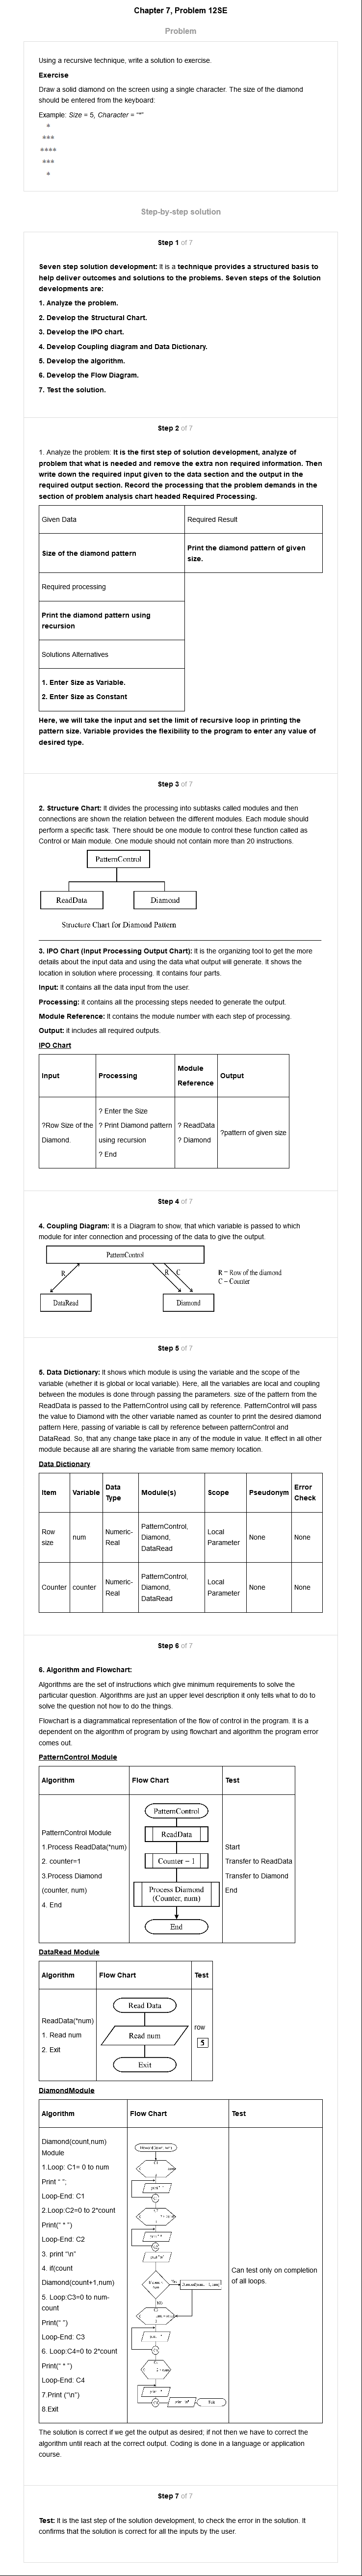 Chapter 7, Problem 12SE
Problem
Using a recursive technique, write a solution to exercise.
Exercise
Draw a solid diamond on the screen using a single character. The size of the diamond
should be entered from the keyboard:
Example: Size = 5, Character = "*"
*
***
****
***
*
Step-by-step solution
Step 1 of 7
Seven step solution development: It is a technique provides a structured basis to
help deliver outcomes and solutions to the problems. Seven steps of the Solution
developments are:
1. Analyze the problem.
2. Develop the Structural Chart.
3. Develop the IPO chart.
4. Develop Coupling diagram and Data Dictionary.
5. Develop the algorithm.
6. Develop the Flow Diagram.
7. Test the solution.
Step 2 of 7
1. Analyze the problem: It is the first step of solution development, analyze of
problem that what is needed and remove the extra non required information. Then
write down the required input given to the data section and the output in the
required output section. Record the processing that the problem demands in the
section of problem analysis chart headed Required Processing.
Given Data
Required Result
Size of the diamond pattern
Print the diamond pattern of given
size.
Required processing
Print the diamond pattern using
recursion
Solutions Alternatives
1. Enter Size as Variable.
2. Enter Size as Constant
Here, we will take the input and set the limit of recursive loop in printing the
pattern size. Variable provides the flexibility to the program to enter any value of
desired type.
Step 3 of 7
2. Structure Chart: It divides the processing into subtasks called modules and then
connections are shown the relation between the different modules. Each module should
perform a specific task. There should be one module to control these function called as
Control or Main module. One module should not contain more than 20 instructions.
PatternControl
ReadData
Diamoad
Structure Chart for Diamond Pattern
3. IPO Chart (Input Processing Output Chart): It is the organizing tool to get the more
details about the input data and using the data what output will generate. It shows the
location in solution where processing. It contains four parts.
Input: It contains all the data input from the user.
Processing: it contains all the processing steps needed to generate the output.
Module Reference: It contains the module number with each step of processing.
Output: It includes all required outputs.
IPO Chart
Input
Processing
Module
Reference
Output
?Row Size of the
Diamond.
? Enter the Size
? Print Diamond pattern
using recursion
? End
? ReadData
? Diamond
?pattern of given size
Step 4 of 7
4. Coupling Diagram: It is a Diagram to show, that which variable is passed to which
module for inter connection and processing of the data to give the output.
PatternControl
R
R
C
R = Row of the diamond
C – Counter
DataRead
Diamond
Step 5 of 7
5. Data Dictionary: It shows which module is using the variable and the scope of the
variable (whether it is global or local variable). Here, all the variables are local and coupling
between the modules is done through passing the parameters. size of the pattern from the
ReadData is passed to the PatternControl using call by reference. PatternControl will pass
the value to Diamond with the other variable named as counter to print the desired diamond
pattern Here, passing of variable is call by reference between patternControl and
DataRead. So, that any change take place in any of the module in value. It effect in all other
module because all are sharing the variable from same memory location.
Data Dictionary
Item
Variable
Data
Type
Module(s)
Scope
Pseudonym
Error
Check
Row
size
num
Numeric-
Real
PatternControl,
Diamond,
DataRead
Local
Parameter
None
None
Counter
counter
Numeric-
Real
PatternControl,
Diamond,
DataRead
Local
Parameter
None
None
Step 6 of 7
6. Algorithm and Flowchart:
Algorithms are the set of instructions which give minimum requirements to solve the
particular question. Algorithms are just an upper level description it only tells what to do to
solve the question not how to do the things.
Flowchart is a diagrammatical representation of the flow of control in the program. It is a
dependent on the algorithm of program by using flowchart and algorithm the program error
comes out.
PatternControl Module
Algorithm
Flow Chart
Test
PatternControl Module
1.Process ReadData(*num)
2. counter=1
3.Process Diamond
(counter, num)
4. End
PatternControl
ReadData
Counter – 1
Process Diamond
(Counter, num)
End
Start
Transfer to ReadData
Transfer to Diamond
End
DataRead Module
Algorithm
Flow Chart
Test
ReadData(*num)
1. Read num
2. Exit
Read Data
Read num
Exit
row
5
DiamondModule
Algorithm
Flow Chart
Test
Diamond(count,num)
Module
1.Loop: C1= 0 to num
Print " ";
Loop-End: C1
2.Loop:C2=0 to 2*count
Print(" * ")
Loop-End: C2
3. print "\n"
4. if(count
Diamond(count+1,num)
5. Loop:C3=0 to num-
count
Print(" ")
Loop-End: C3
6. Loop:C4=0 to 2*count
Print(" * ")
Loop-End: C4
7.Print ("\n")
8.Exit
Can test only on completion
of all loops.
The solution is correct if we get the output as desired; if not then we have to correct the
algorithm until reach at the correct output. Coding is done in a language or application
course.
Step 7 of 7
Test: It is the last step of the solution development, to check the error in the solution. It
confirms that the solution is correct for all the inputs by the user.